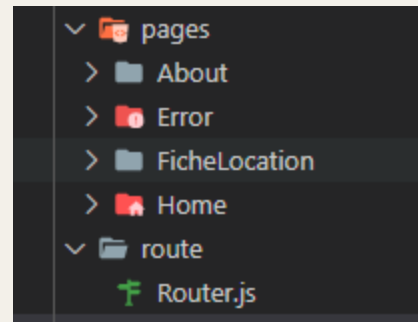 pages
About
Error
FicheLocation
Home
route
Router.js